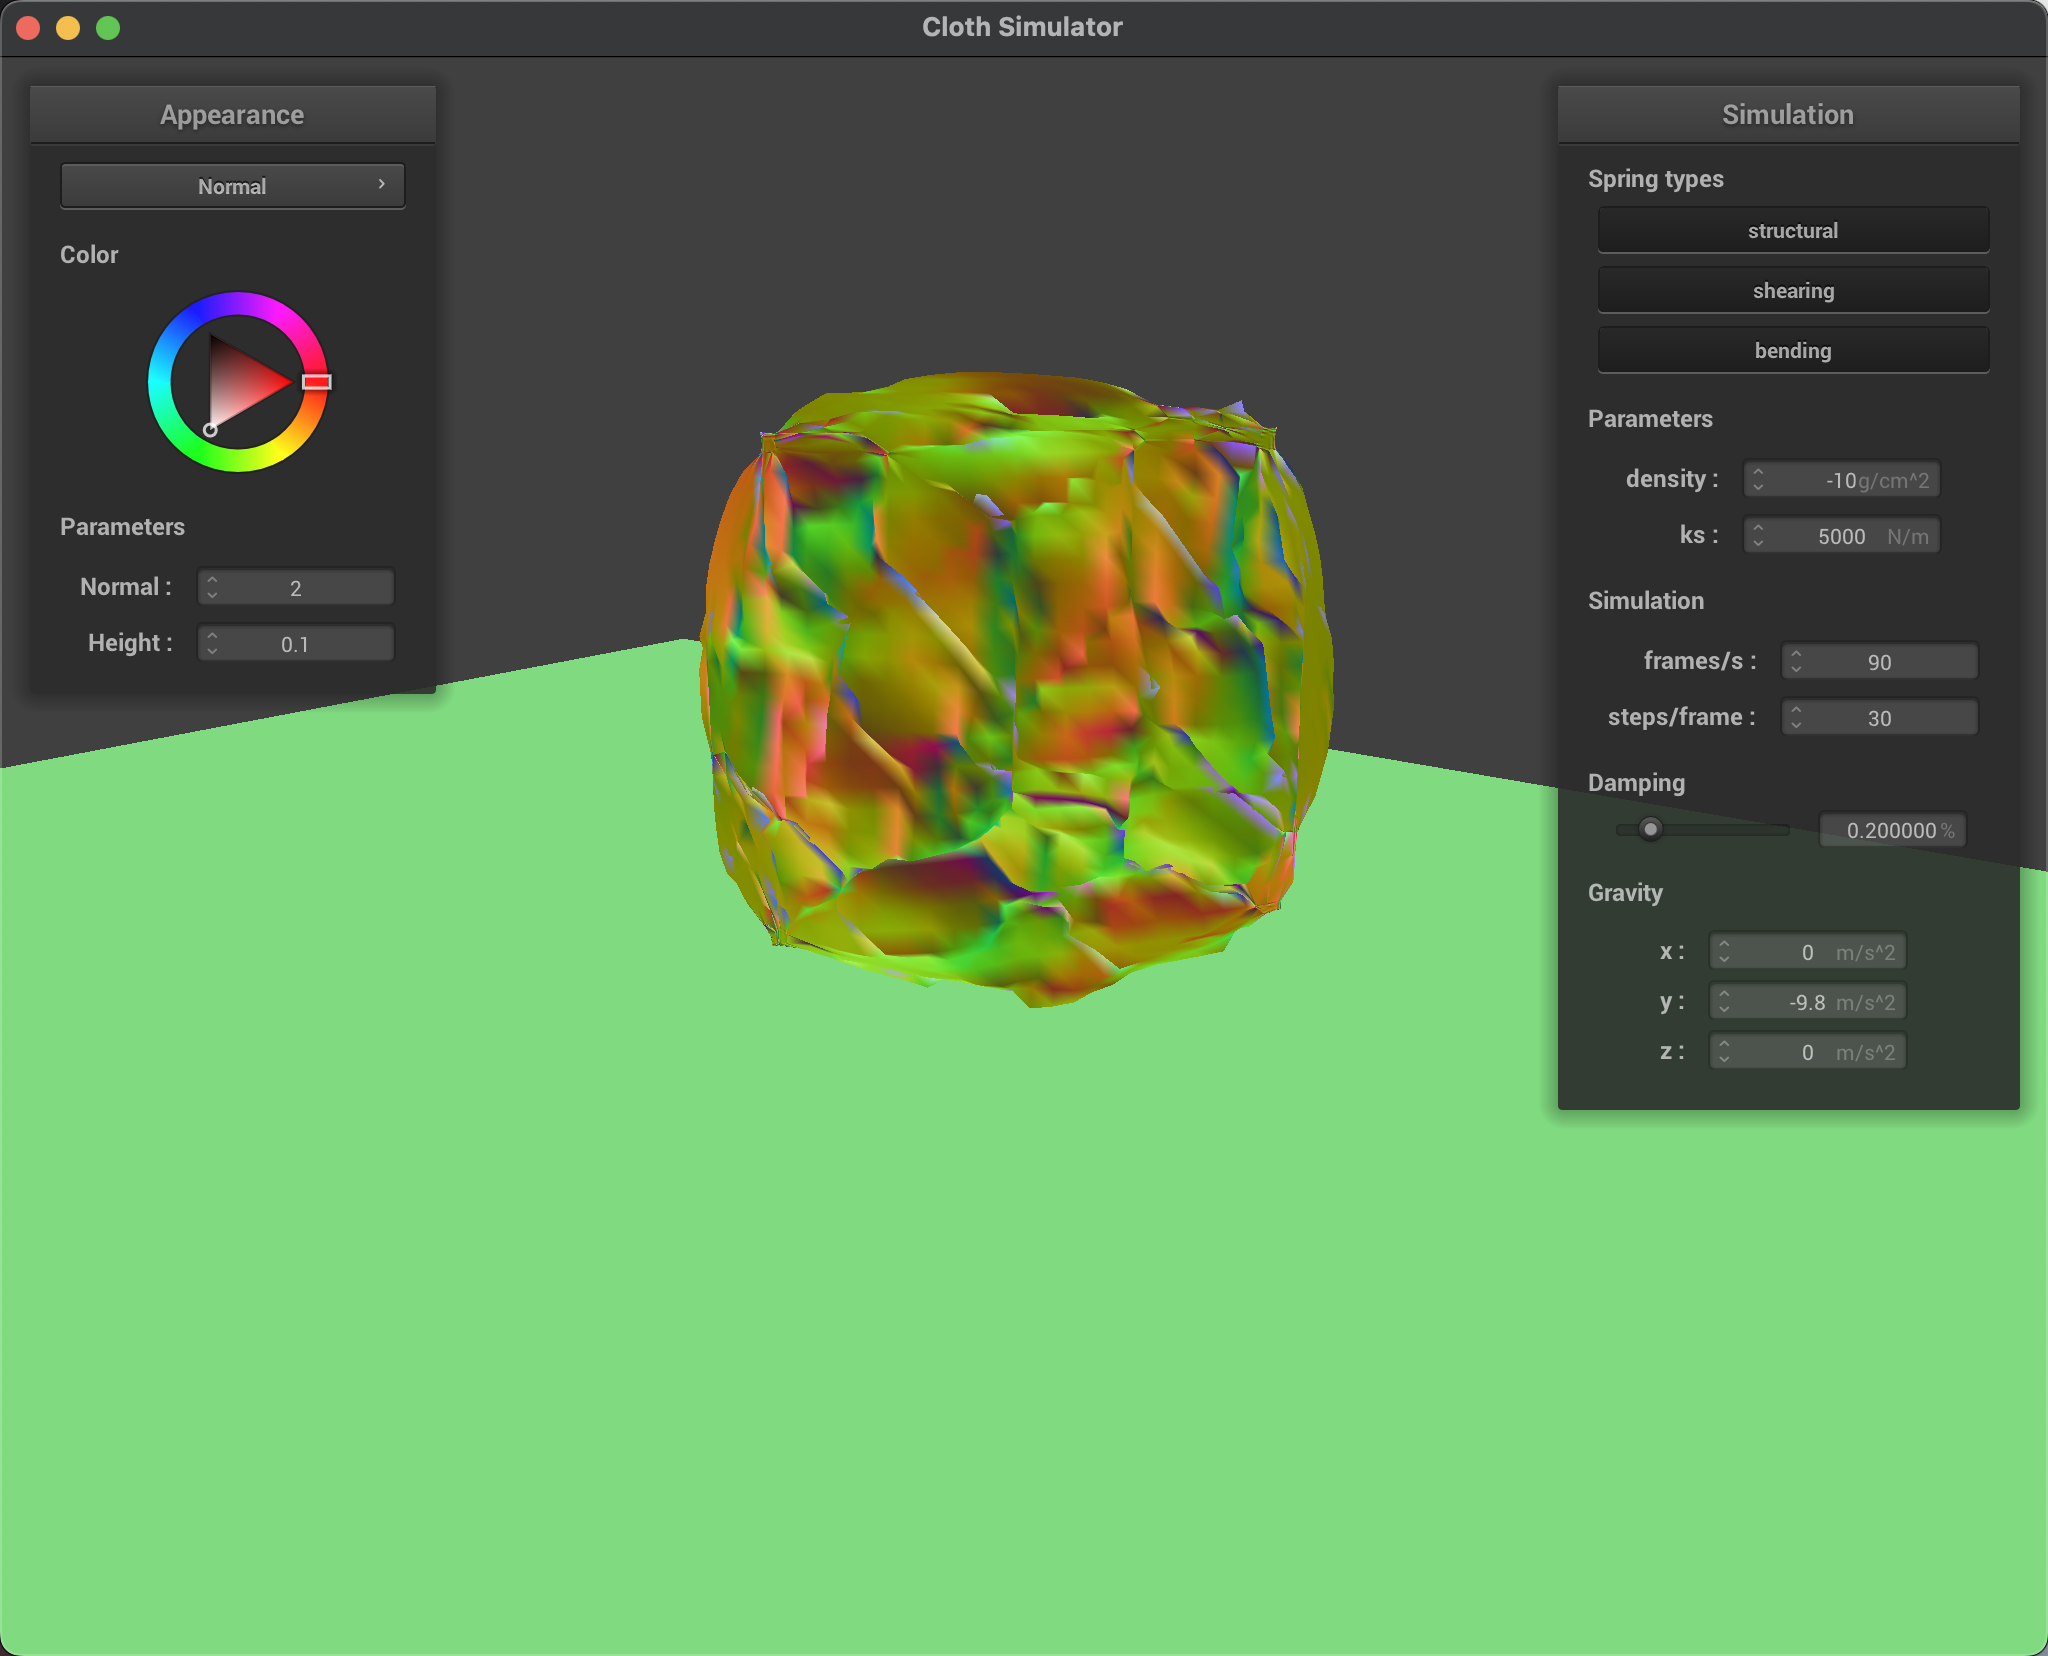 Cloth Simulator
Appearance
Normal
Color
Parameters
Normal : 2
Height : 0.1
Simulation
Spring types
structural
shearing
bending
Parameters
density : -10g/cm^2
ks : 5000 N/m
Simulation
frames/s : 90
steps/frame : 30
Damping
0.200000 %
Gravity
x : 0 m/s^2
y : -9.8 m/s^2
z : 0 m/s^2